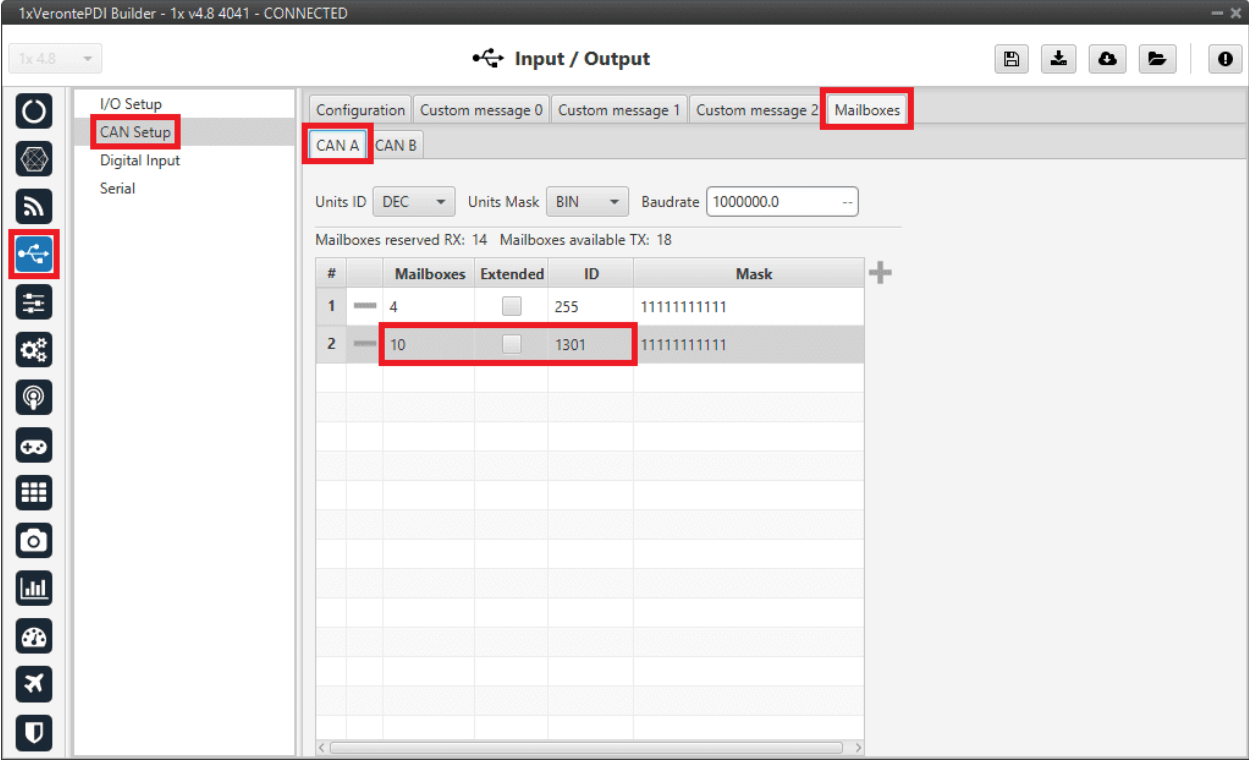 1xVerontePDI Builder - 1x v4.8 4041 - CONNECTED
1x 4.8
Input / Output
I/O Setup
CAN Setup
Digital Input
Serial
Configuration Custom message 0 Custom message 1 Custom message 2 Mailboxes
CAN A CAN B
Units ID DEC Units Mask BIN Baudrate 1000000.0 --
Mailboxes reserved RX: 14 Mailboxes available TX: 18
# Mailboxes Extended ID Mask
1 4 255 11111111111
2 10 1301 11111111111